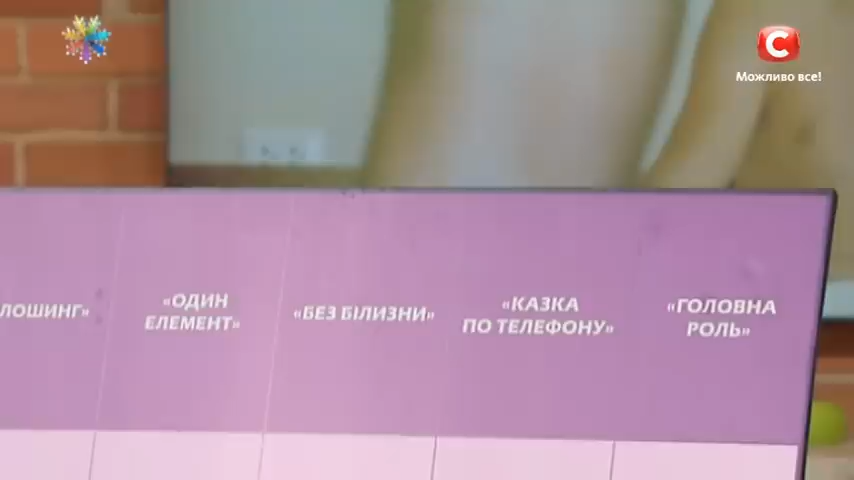 С
Можливо все!
«ОДИН
ЕЛЕМЕНТ»
«БЕЗ БІЛИЗНИ»
«КАЗКА
ПО ТЕЛЕФОНУ»
«ГОЛОВНА
РОЛЬ»